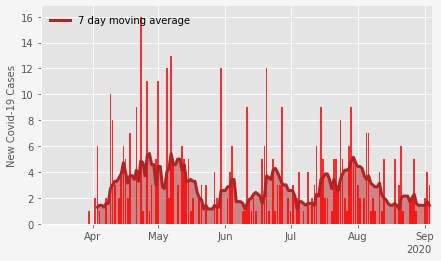 7 day moving average
New Covid-19 Cases
16
14
12
10
8
6
4
2
0
Apr
May
Jun
Jul
Aug
Sep
2020